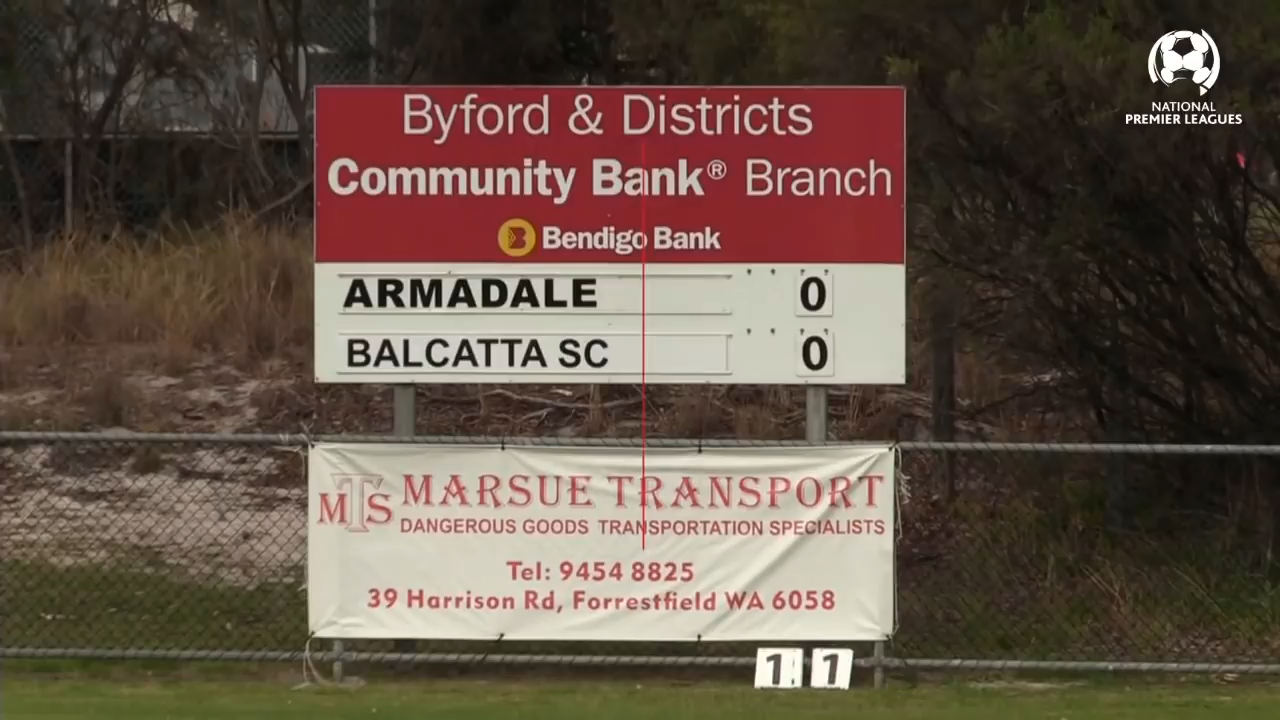 NATIONAL
PREMIER LEAGUES
Byford & Districts
Community Bank® Branch
Bendigo Bank
ARMADALE 0
BALCATTA SC 0
MTS MARSUE TRANSPORT
DANGEROUS GOODS TRANSPORTATION SPECIALISTS
Tel: 9454 8825
39 Harrison Rd, Forrestfield WA 6058
1 1